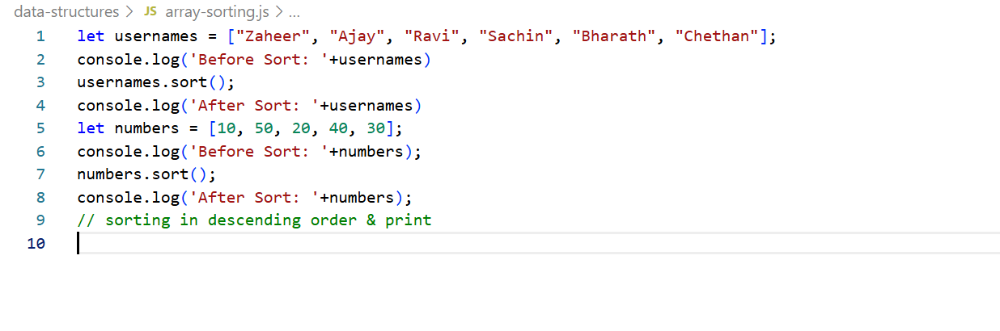 data-structures > JS array-sorting.js > ...
1 let usernames = ["Zaheer", "Ajay", "Ravi", "Sachin", "Bharath", "Chethan"];
2 console.log('Before Sort: '+usernames)
3 usernames.sort();
4 console.log('After Sort: '+usernames)
5 let numbers = [10, 50, 20, 40, 30];
6 console.log('Before Sort: '+numbers);
7 numbers.sort();
8 console.log('After Sort: '+numbers);
9 // sorting in descending order & print
10